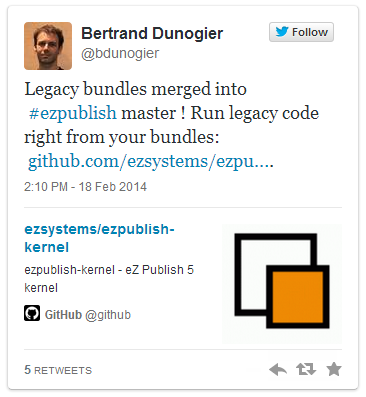 Bertrand Dunogier
@bdunogier
Follow
Legacy bundles merged into
#ezpublish master ! Run legacy code
right from your bundles:
github.com/ezsystems/ezpu....
2:10 PM - 18 Feb 2014
ezsystems/ezpublish-
kernel
ezpublish-kernel - eZ Publish 5
kernel
GitHub @github
5 RETWEETS